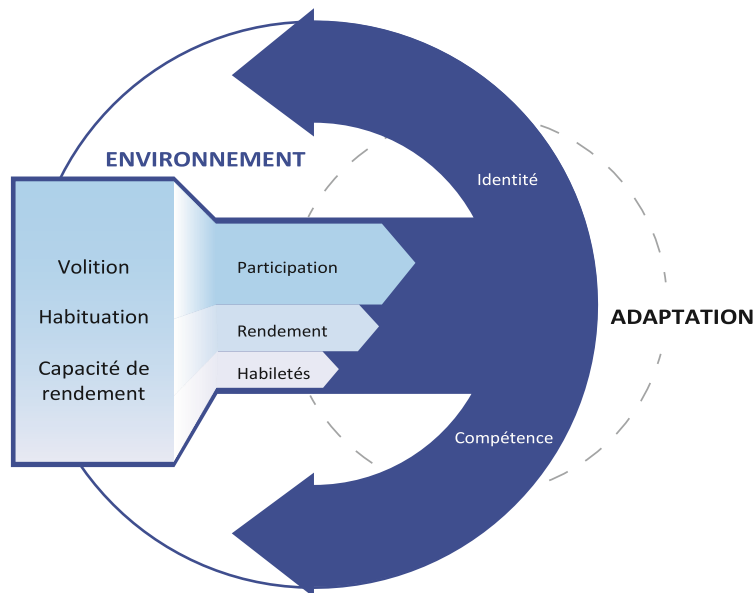 ENVIRONNEMENT
Identité
Volition
Participation
Habituation
ADAPTATION
Rendement
Capacité de
rendement
Habiletés
Compétence